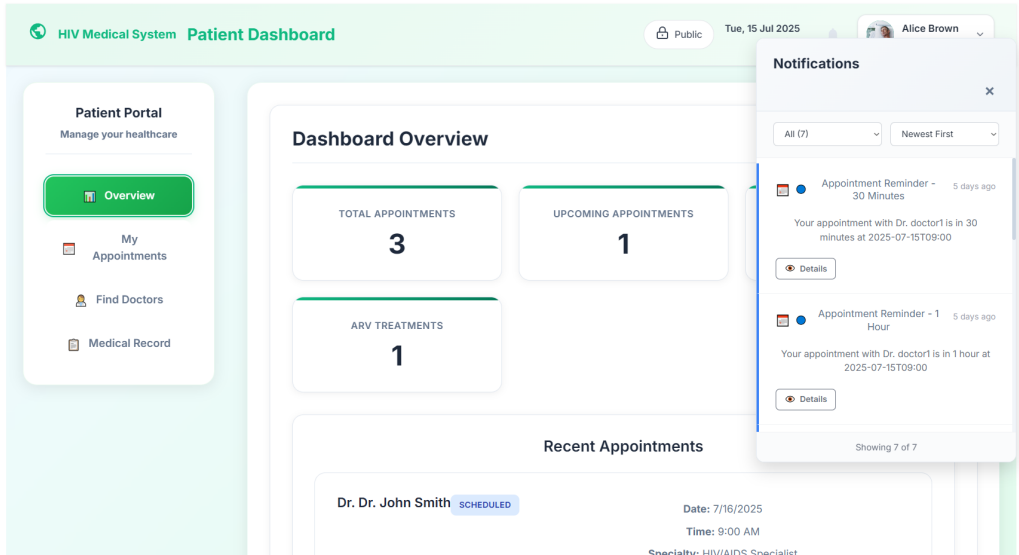 HIV Medical System Patient Dashboard
Public
Tue, 15 Jul 2025
Alice Brown
Patient Portal
Manage your healthcare
Overview
My
Appointments
Find Doctors
Medical Record
Dashboard Overview
TOTAL APPOINTMENTS
3
UPCOMING APPOINTMENTS
1
ARV TREATMENTS
1
Recent Appointments
Dr. Dr. John Smith SCHEDULED
Date: 7/16/2025
Time: 9:00 AM
Specialty: HIV/AIDS Specialist
Notifications
×
All (7)
Newest First
Appointment Reminder -
30 Minutes
5 days ago
Your appointment with Dr. doctor1 is in 30
minutes at 2025-07-15T09:00
Details
Appointment Reminder - 1
Hour
5 days ago
Your appointment with Dr. doctor1 is in 1 hour at
2025-07-15T09:00
Details
Showing 7 of 7